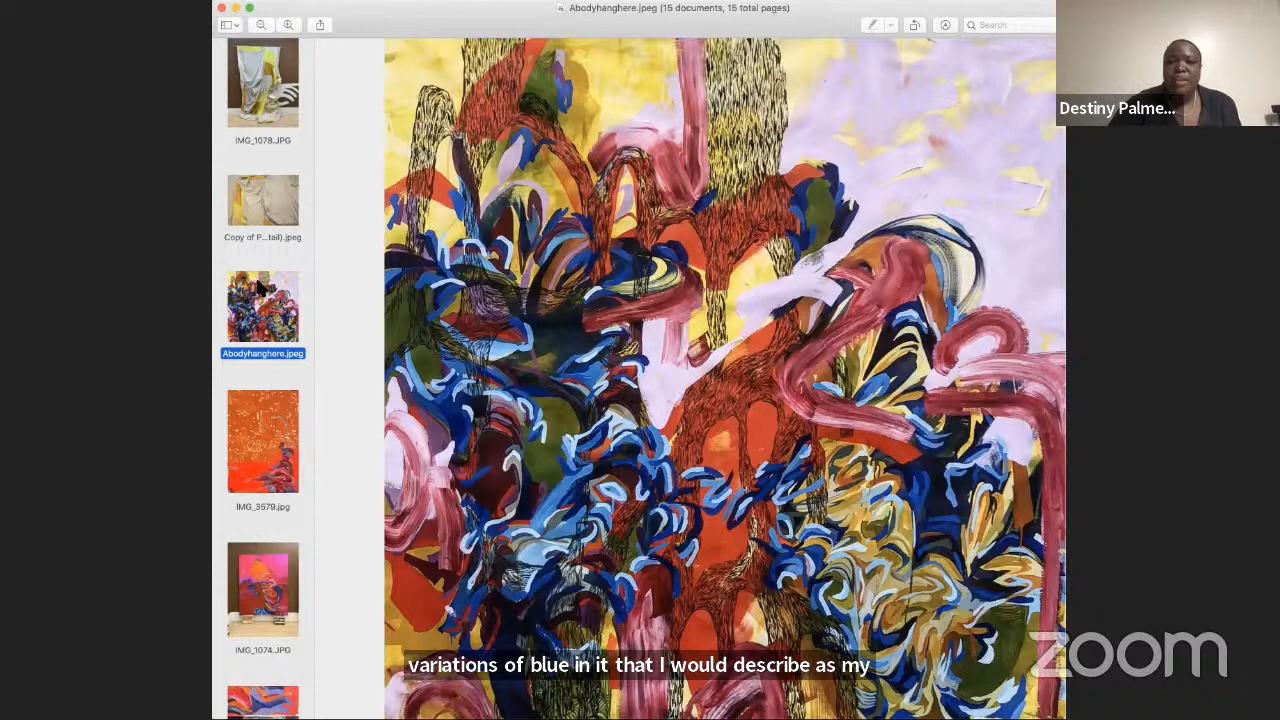 Abodyhanghere.jpeg (15 documents, 15 total pages)
Search
Destiny Palme...
IMG_1078.JPG
Copy of P...tail).jpeg
Abodyhanghere.jpeg
IMG_3579.jpg
IMG_1074.JPG
variations of blue in it that I would describe as my
zoom